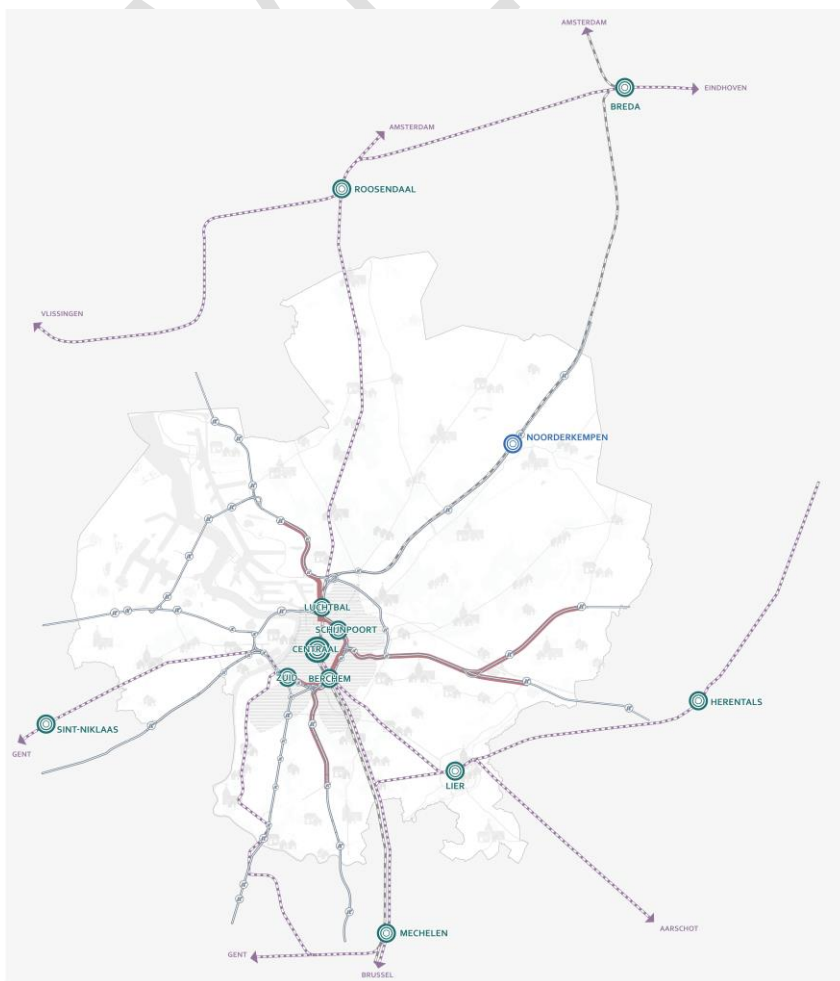 AMSTERDAM
EINDHOVEN
BREDA
AMSTERDAM
ROOSENDAAL
VLISSINGEN
NOORDERKEMPEN
LUCHTBAL
SCHIJNPOORT
CENTRAAL
ZUID
BERCHEM
HERENTALS
SINT-NIKLAAS
GENT
LIER
AARSCHOT
MECHELEN
GENT
BRUSSEL